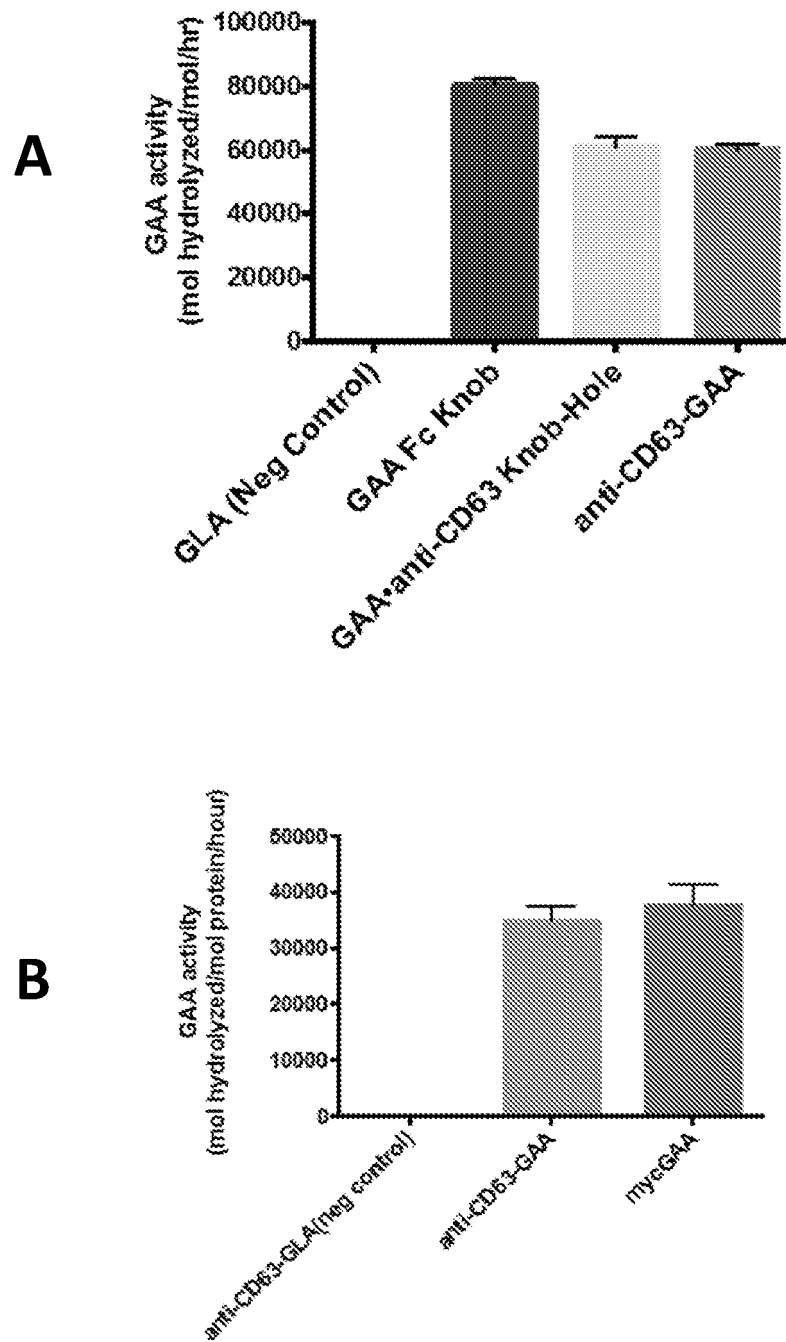 A
GAA activity
(mol hydrolyzed/mol/hr)
100000
80000
60000
40000
20000
0
GLA (Neg Control)
GAA Fc Knob
GAA•anti-CD63 Knob-Hole
anti-CD63-GAA
B
GAA activity
(mol hydrolyzed/mol protein/hour)
50000
40000
30000
20000
10000
0
anti-CD63-GLA(neg control)
anti-CD63-GAA
mycGAA